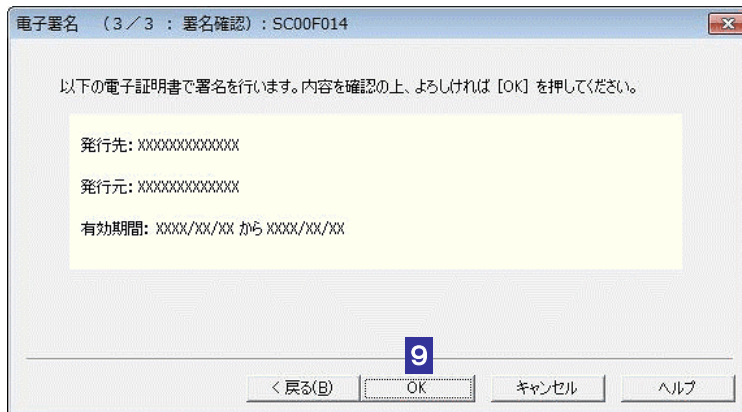 電子署名 （3／3 ： 署名確認）: SC00F014
以下の電子証明書で署名を行います。内容を確認の上、よろしければ [OK] を押してください。
発行先: XXXXXXXXXXXXX
発行元: XXXXXXXXXXXXX
有効期間: XXXX/XX/XX から XXXX/XX/XX
9
< 戻る(B) OK キャンセル ヘルプ